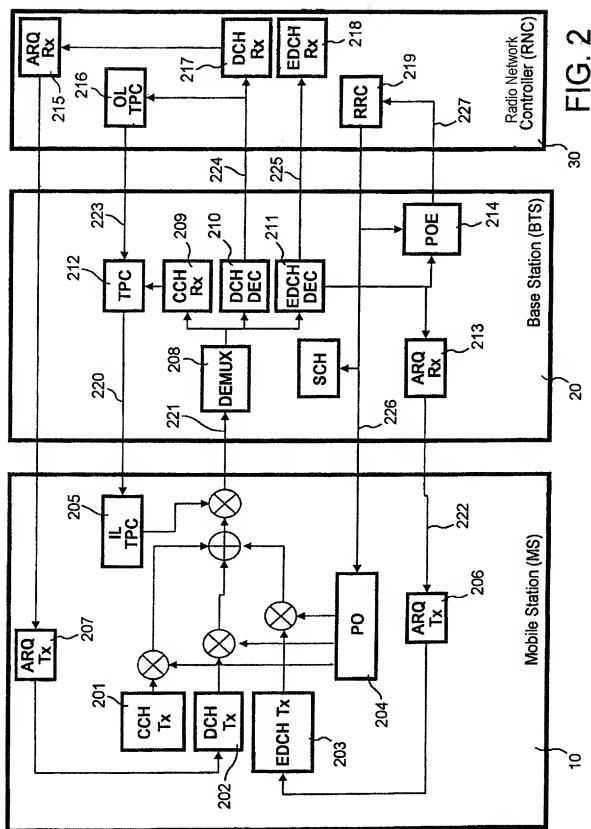 ARQ
Rx
215
OL
TPC
216
DCH
Rx
217
EDCH
Rx
218
RRC
219
227
Radio Network
Controller (RNC)
30
FIG. 2
223
224
225
212
TPC
209
CCH
Rx
210
DCH
DEC
211
EDCH
DEC
POE
214
208
DEMUX
SCH
ARQ
Rx
213
Base Station (BTS)
20
220
221
226
222
205
IL
TPC
ARQ
Tx
207
201
CCH
Tx
DCH
Tx
202
EDCH Tx
203
PO
204
ARQ
Tx
206
Mobile Station (MS)
10